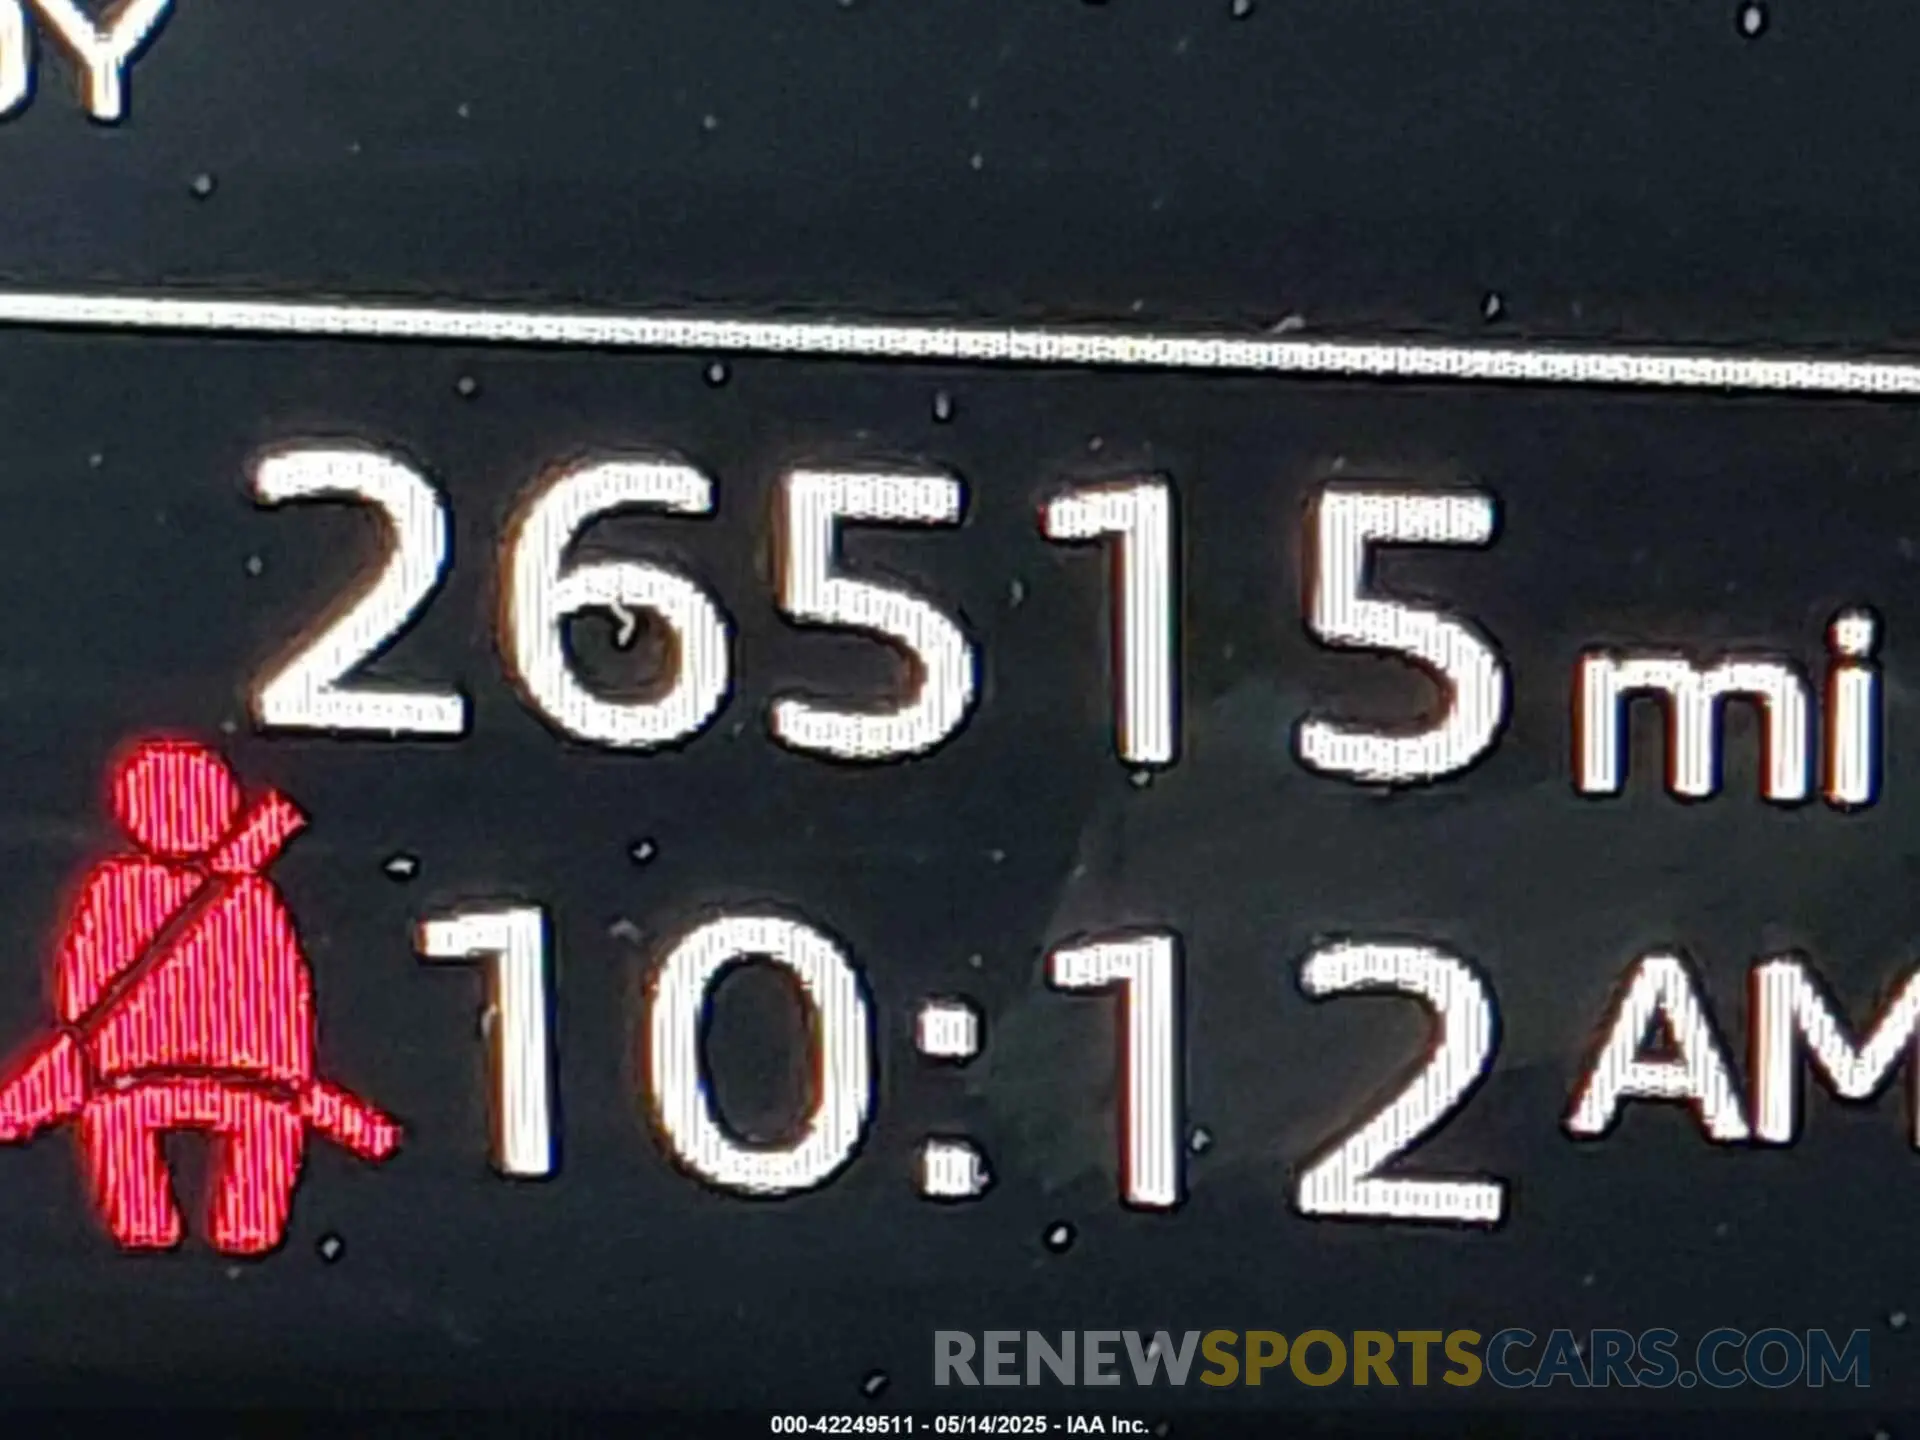 26515 mi
10:12 AM
RENEWSPORTSCARS.COM
000-42249511 - 05/14/2025 - IAA Inc.